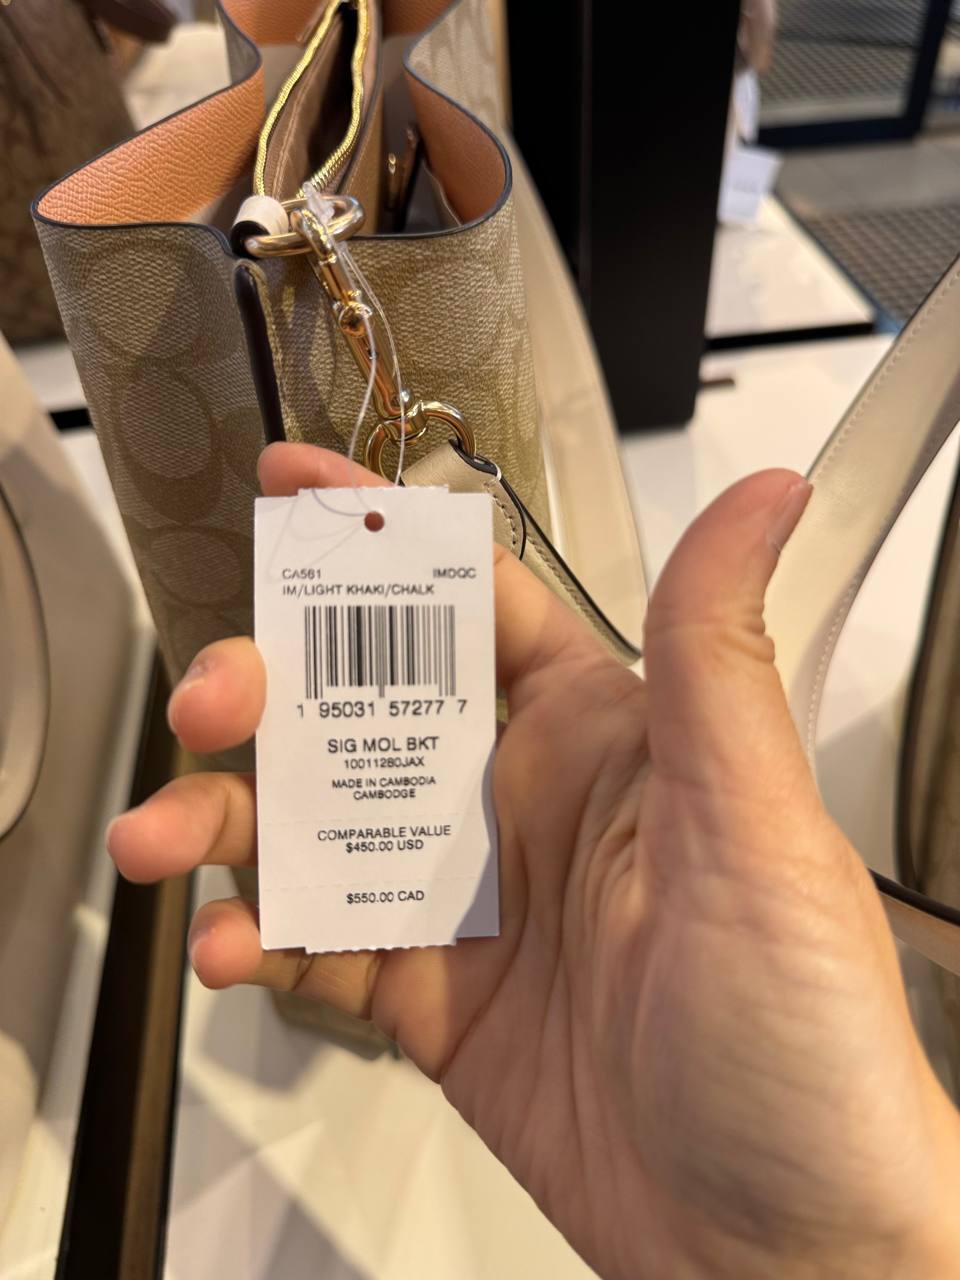 CA561 IMDQC
IM/LIGHT KHAKI/CHALK
1 95031 57277 7
SIG MOL BKT
10011280JAX
MADE IN CAMBODIA
CAMBODGE
COMPARABLE VALUE
$450.00 USD
$550.00 CAD